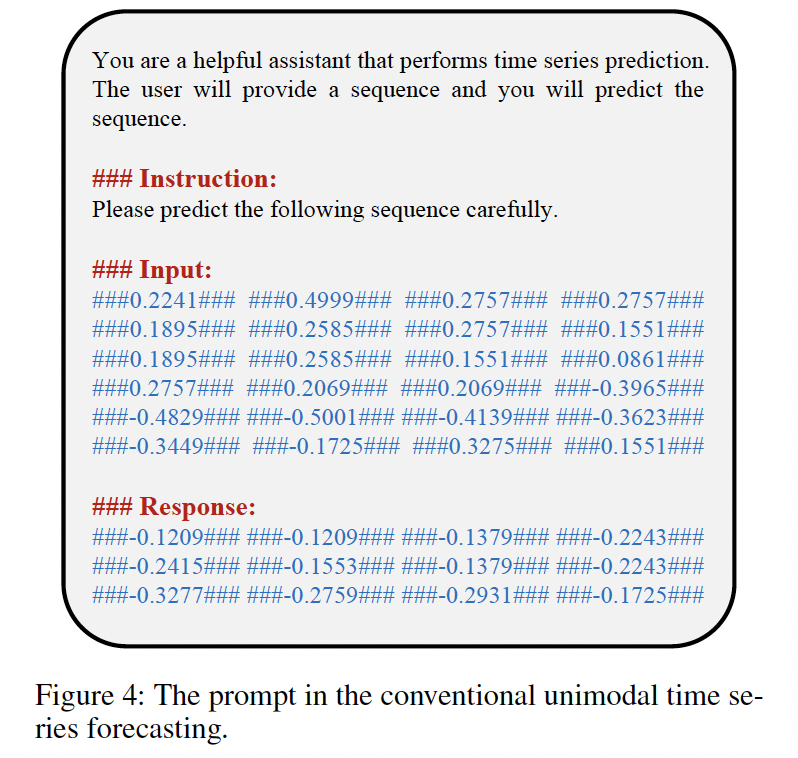 You are a helpful assistant that performs time series prediction.
The user will provide a sequence and you will predict the
sequence.
### Instruction:
Please predict the following sequence carefully.
### Input:
###0.2241### ###0.4999### ###0.2757### ###0.2757###
###0.1895### ###0.2585### ###0.2757### ###0.1551###
###0.1895### ###0.2585### ###0.1551### ###0.0861###
###0.2757### ###0.2069### ###0.2069### ###-0.3965###
###-0.4829### ###-0.5001### ###-0.4139### ###-0.3623###
###-0.3449### ###-0.1725### ###0.3275### ###0.1551###
### Response:
###-0.1209### ###-0.1209### ###-0.1379### ###-0.2243###
###-0.2415### ###-0.1553### ###-0.1379### ###-0.2243###
###-0.3277### ###-0.2759### ###-0.2931### ###-0.1725###
Figure 4: The prompt in the conventional unimodal time se-
ries forecasting.